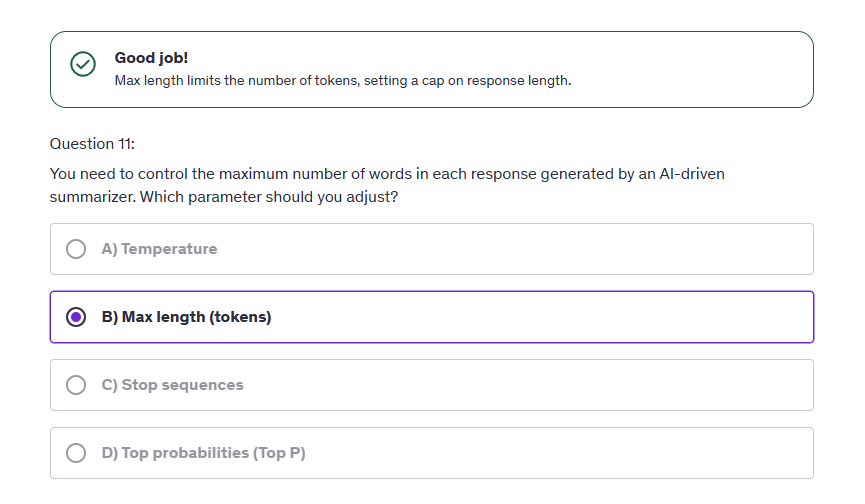 Good job!
Max length limits the number of tokens, setting a cap on response length.
Question 11:
You need to control the maximum number of words in each response generated by an AI-driven
summarizer. Which parameter should you adjust?
A) Temperature
B) Max length (tokens)
C) Stop sequences
D) Top probabilities (Top P)